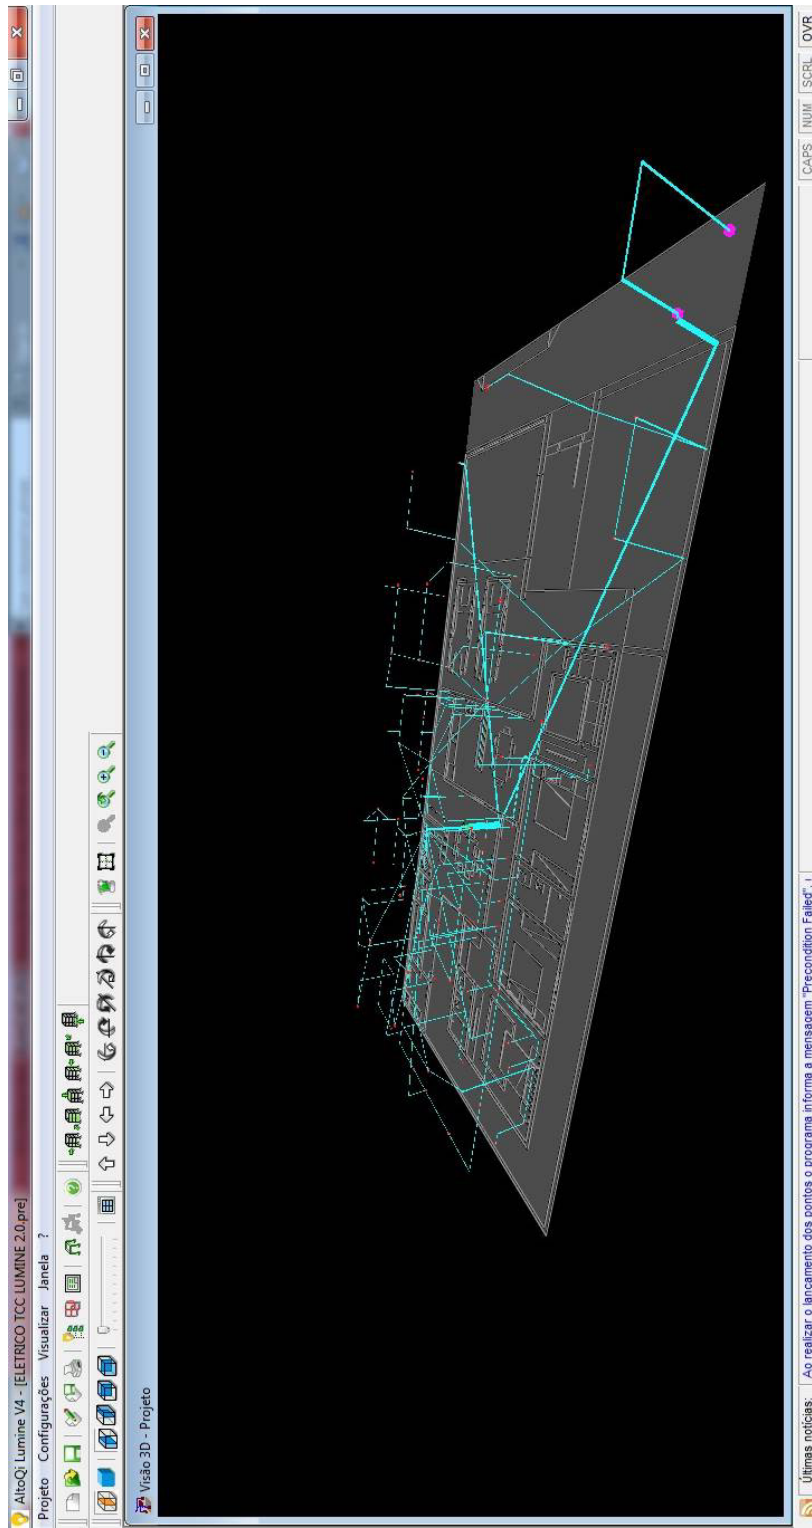 AltoQi Lumine V4 - [ELETRICO TCC LUMINE 2.0.pre]
Projeto Configurações Visualizar Janela ?
Visão 3D - Projeto
Últimas notícias: Ao realizar o lançamento dos pontos o programa informa a mensagem "Precondition Failed". I CAPS NUM SCRL OVR